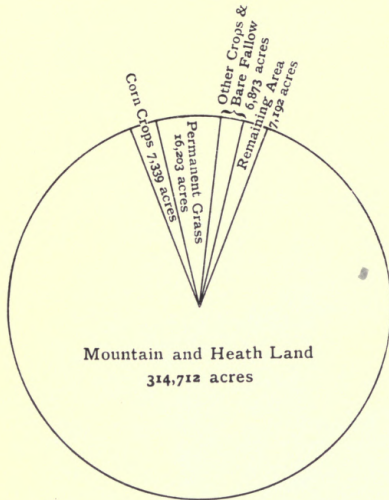 Corn Crops 7,339 acres
Permanent Grass
16,203 acres
Other Crops &
Bare Fallow
6,873 acres
Remaining Area
7,192 acres
Mountain and Heath Land
314,712 acres